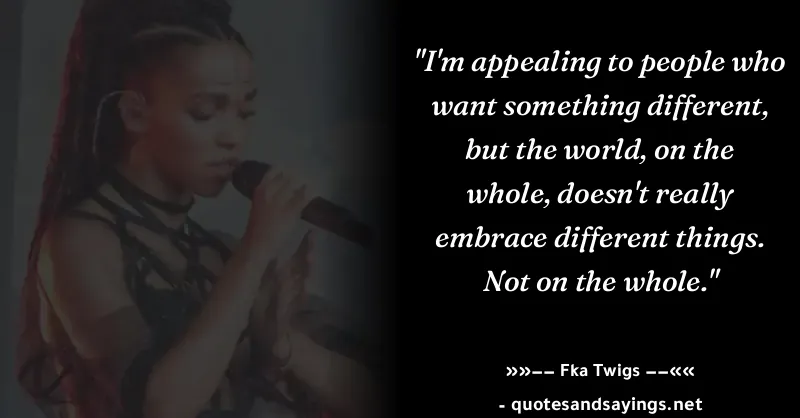 "I'm appealing to people who
want something different,
but the world, on the
whole, doesn't really
embrace different things.
Not on the whole."
»»–– Fka Twigs ––««
- quotesandsayings.net